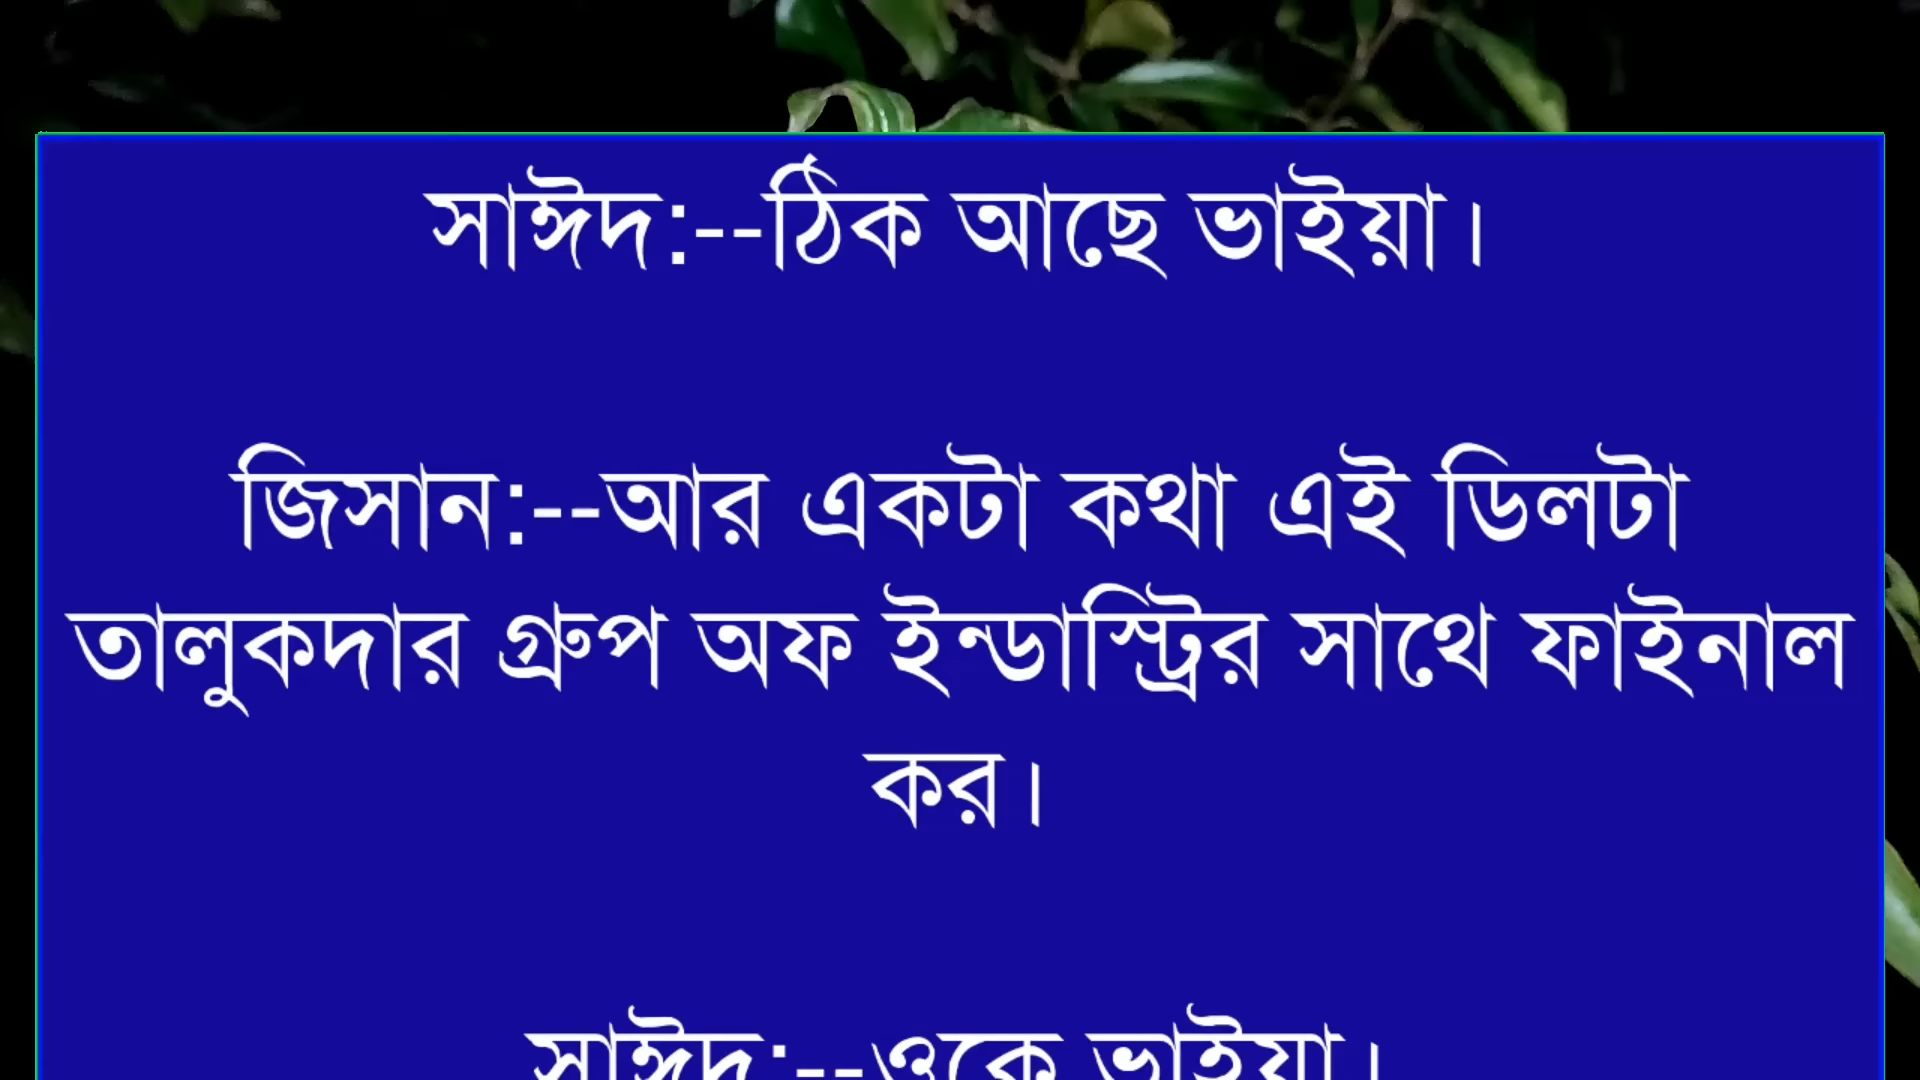 সাঈদ:--ঠিক আছে ভাইয়া।
জিসান:--আর একটা কথা এই ডিলটা
তালুকদার গ্রুপ অফ ইন্ডাস্ট্রির সাথে ফাইনাল
কর।
সাঈদ:--ওকে ভাইয়া।